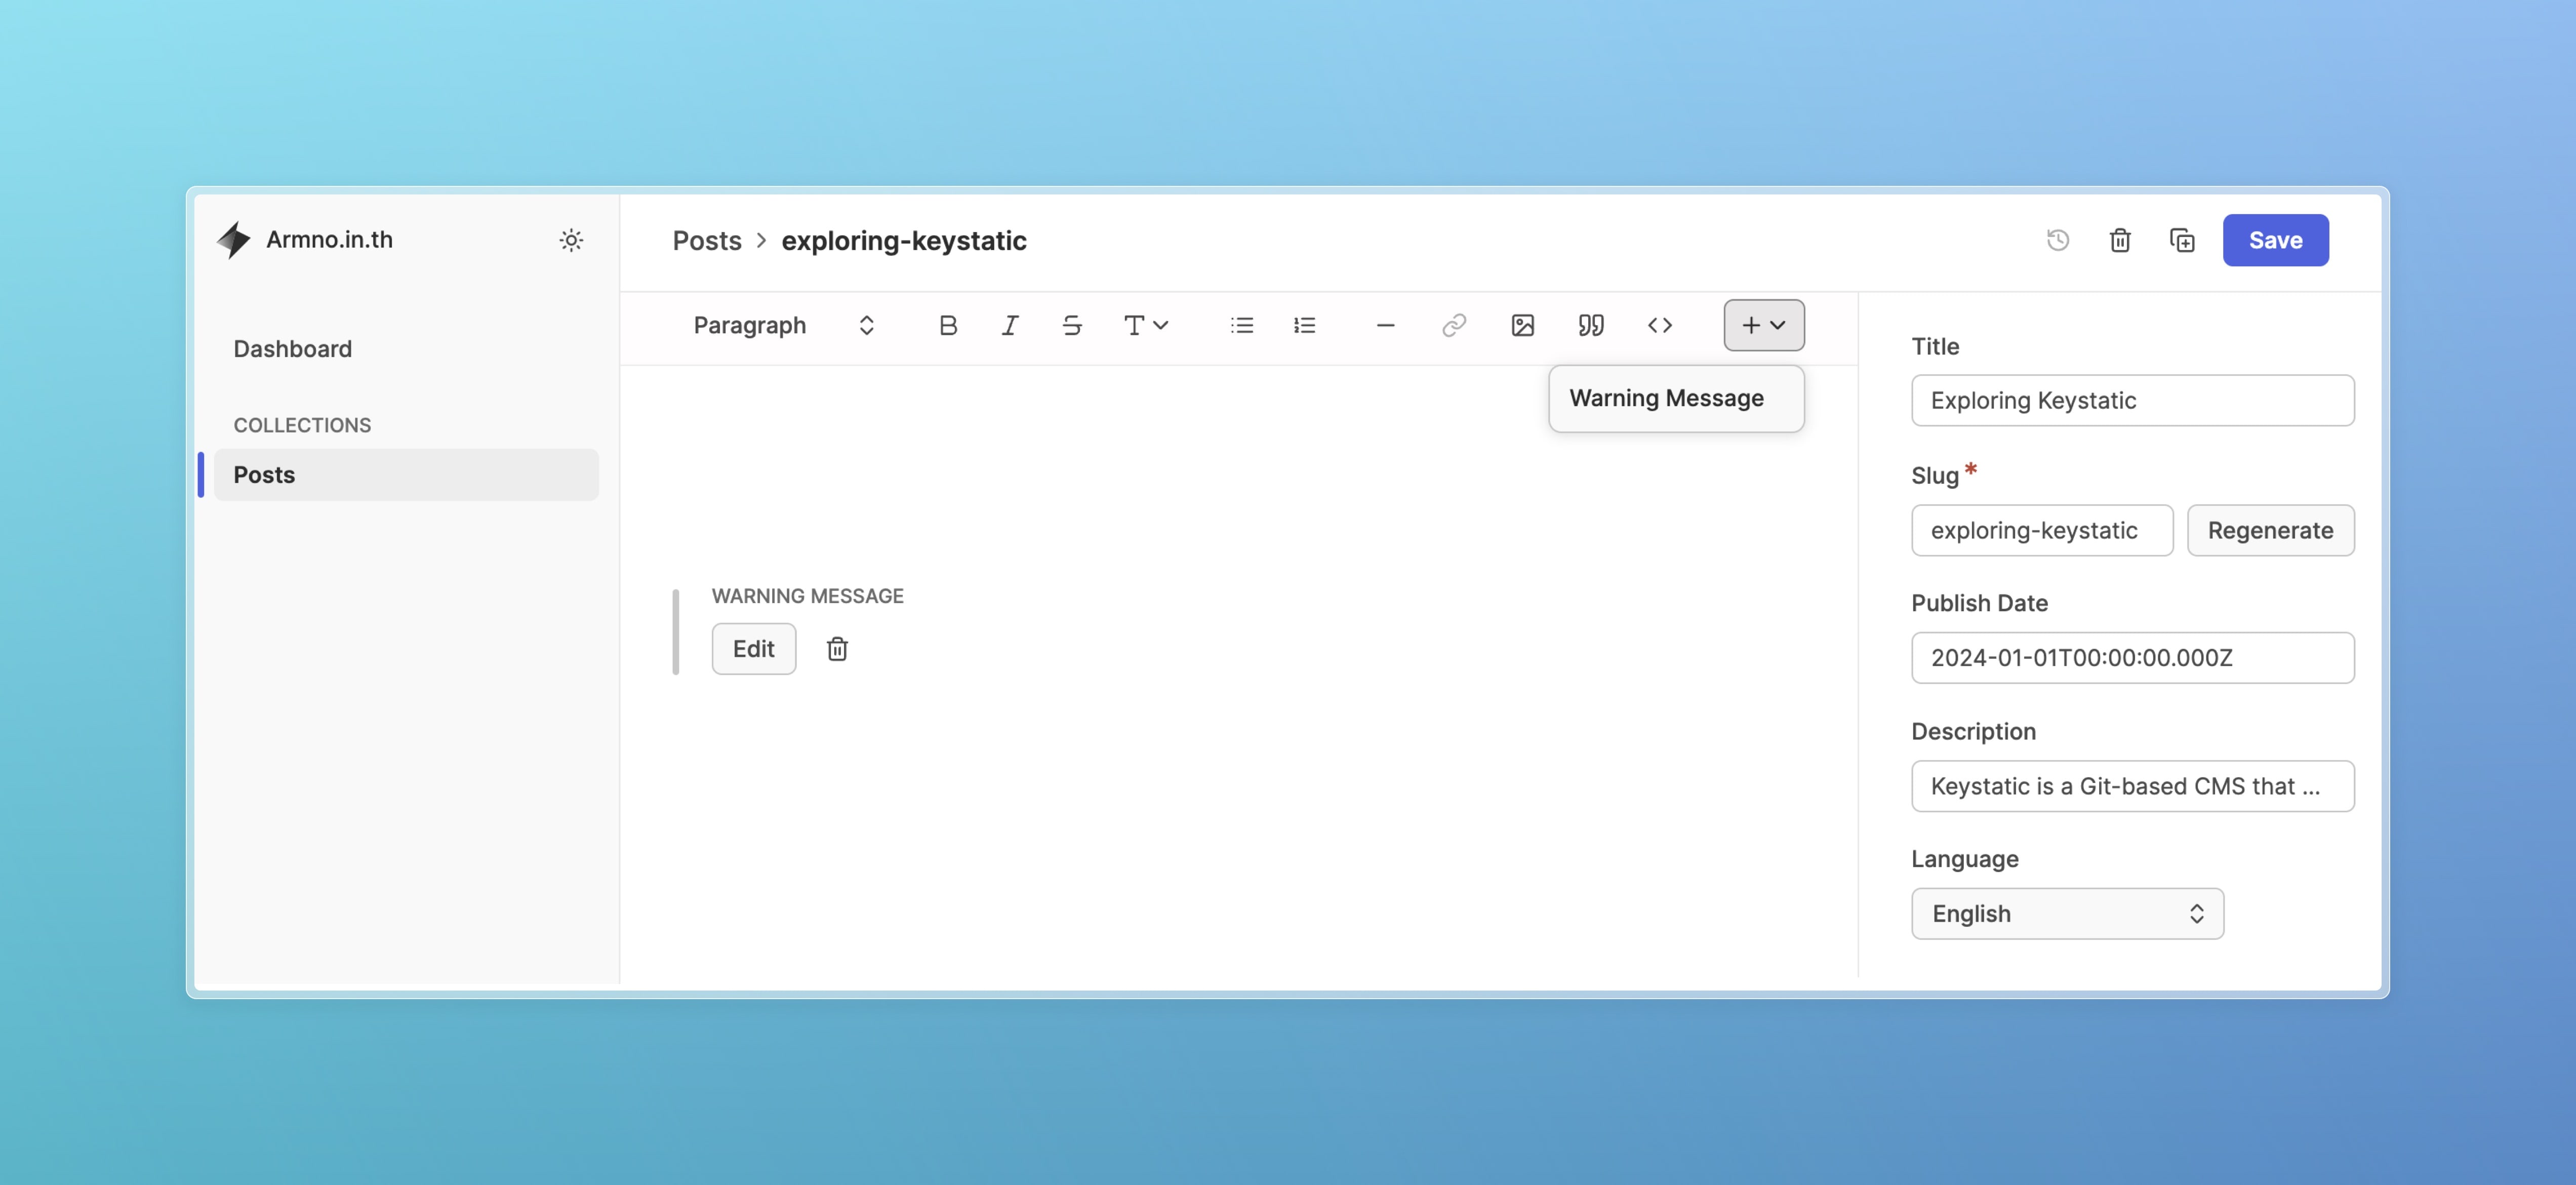 Armno.in.th
Dashboard
COLLECTIONS
Posts
Posts > exploring-keystatic
Save
Paragraph
Warning Message
WARNING MESSAGE
Edit
Title
Exploring Keystatic
Slug *
exploring-keystatic
Regenerate
Publish Date
2024-01-01T00:00:00.000Z
Description
Keystatic is a Git-based CMS that ...
Language
English